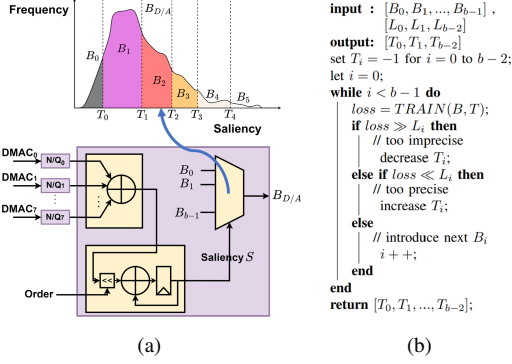 Frequency
B_{D/A}
B_0
B_1
B_2
B_3
B_4
B_5
T_0
T_1
T_2
T_3
T_4
Saliency
DMAC_0
N/Q_0
DMAC_1
N/Q_1
DMAC_7
N/Q_7
B_0
B_1
B_{b-1}
B_{D/A}
Saliency S
<<
Order
(a)
input : [B_0, B_1, ..., B_{b-1}] ,
[L_0, L_1, L_{b-2}]
output: [T_0, T_1, T_{b-2}]
set T_i = -1 for i = 0 to b - 2;
let i = 0;
while i < b - 1 do
loss = TRAIN(B, T);
if loss ≫ L_i then
// too imprecise
decrease T_i;
else if loss ≪ L_i then
// too precise
increase T_i;
else
// introduce next B_i
i + +;
end
end
return [T_0, T_1, ..., T_{b-2}];
(b)